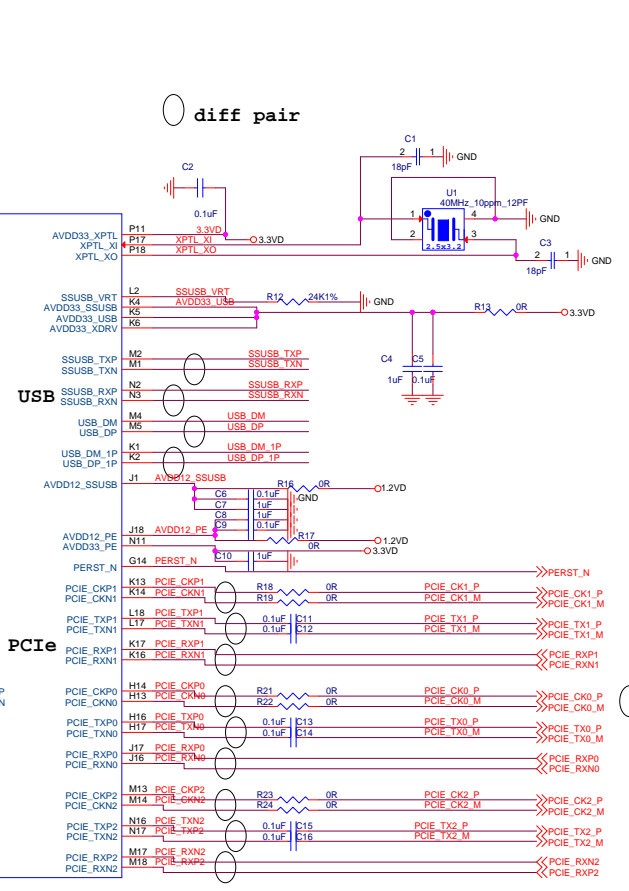 diff pair
C1
2 1
GND
18pF
C2
0.1uF
U1
40MHz_10ppm_12PF
1 4
GND
2 3
2.5x3.2
C3
2 1
GND
18pF
AVDD33_XPTL P11 3.3VD
3.3VD
XPTL_XI P17 XPTL_XI
XPTL_XO P18 XPTL_XO
SSUSB_VRT L2 SSUSB_VRT
R12 24K1% GND
AVDD33_SSUSB K4 AVDD33_USB
AVDD33_USB K5
R13 0R 3.3VD
AVDD33_XDRV K6
C4 C5
1uF 0.1uF
SSUSB_TXP M2 SSUSB_TXP
SSUSB_TXN M1 SSUSB_TXN
USB
SSUSB_RXP N2 SSUSB_RXP
SSUSB_RXN N3 SSUSB_RXN
USB_DM M4 USB_DM
USB_DP M5 USB_DP
USB_DM_1P K1 USB_DM_1P
USB_DP_1P K2 USB_DP_1P
AVDD12_SSUSB J1 AVDD12_SSUSB
R16 0R 1.2VD
C6 0.1uF GND
C7 1uF
C8 1uF
C9 0.1uF
AVDD12_PE J18 AVDD12_PE
R17 0R 1.2VD
AVDD33_PE N11
3.3VD
C10 1uF
PERST_N G14 PERST_N PERST_N
PCIE_CKP1 K13 PCIE_CKP1 R18 0R PCIE_CK1_P PCIE_CK1_P
PCIE_CKN1 K14 PCIE_CKN1 R19 0R PCIE_CK1_M PCIE_CK1_M
PCIE_TXP1 L18 PCIE_TXP1 0.1uF C11 PCIE_TX1_P PCIE_TX1_P
PCIE_TXN1 L17 PCIE_TXN1 0.1uF C12 PCIE_TX1_M PCIE_TX1_M
PCIe
PCIE_RXP1 K17 PCIE_RXP1 PCIE_RXP1
PCIE_RXN1 K16 PCIE_RXN1 PCIE_RXN1
PCIE_CKP0 H14 PCIE_CKP0 R21 0R PCIE_CK0_P PCIE_CK0_P
PCIE_CKN0 H13 PCIE_CKN0 R22 0R PCIE_CK0_M PCIE_CK0_M
P
N
PCIE_TXP0 H16 PCIE_TXP0 0.1uF C13 PCIE_TX0_P PCIE_TX0_P
PCIE_TXN0 H17 PCIE_TXN0 0.1uF C14 PCIE_TX0_M PCIE_TX0_M
PCIE_RXP0 J17 PCIE_RXP0 PCIE_RXP0
PCIE_RXN0 J16 PCIE_RXN0 PCIE_RXN0
PCIE_CKP2 M13 PCIE_CKP2 R23 0R PCIE_CK2_P PCIE_CK2_P
PCIE_CKN2 M14 PCIE_CKN2 R24 0R PCIE_CK2_M PCIE_CK2_M
PCIE_TXP2 N16 PCIE_TXN2 0.1uF C15 PCIE_TX2_P PCIE_TX2_P
PCIE_TXN2 N17 PCIE_TXP2 0.1uF C16 PCIE_TX2_M PCIE_TX2_M
PCIE_RXP2 M17 PCIE_RXN2 PCIE_RXN2
PCIE_RXN2 M18 PCIE_RXP2 PCIE_RXP2